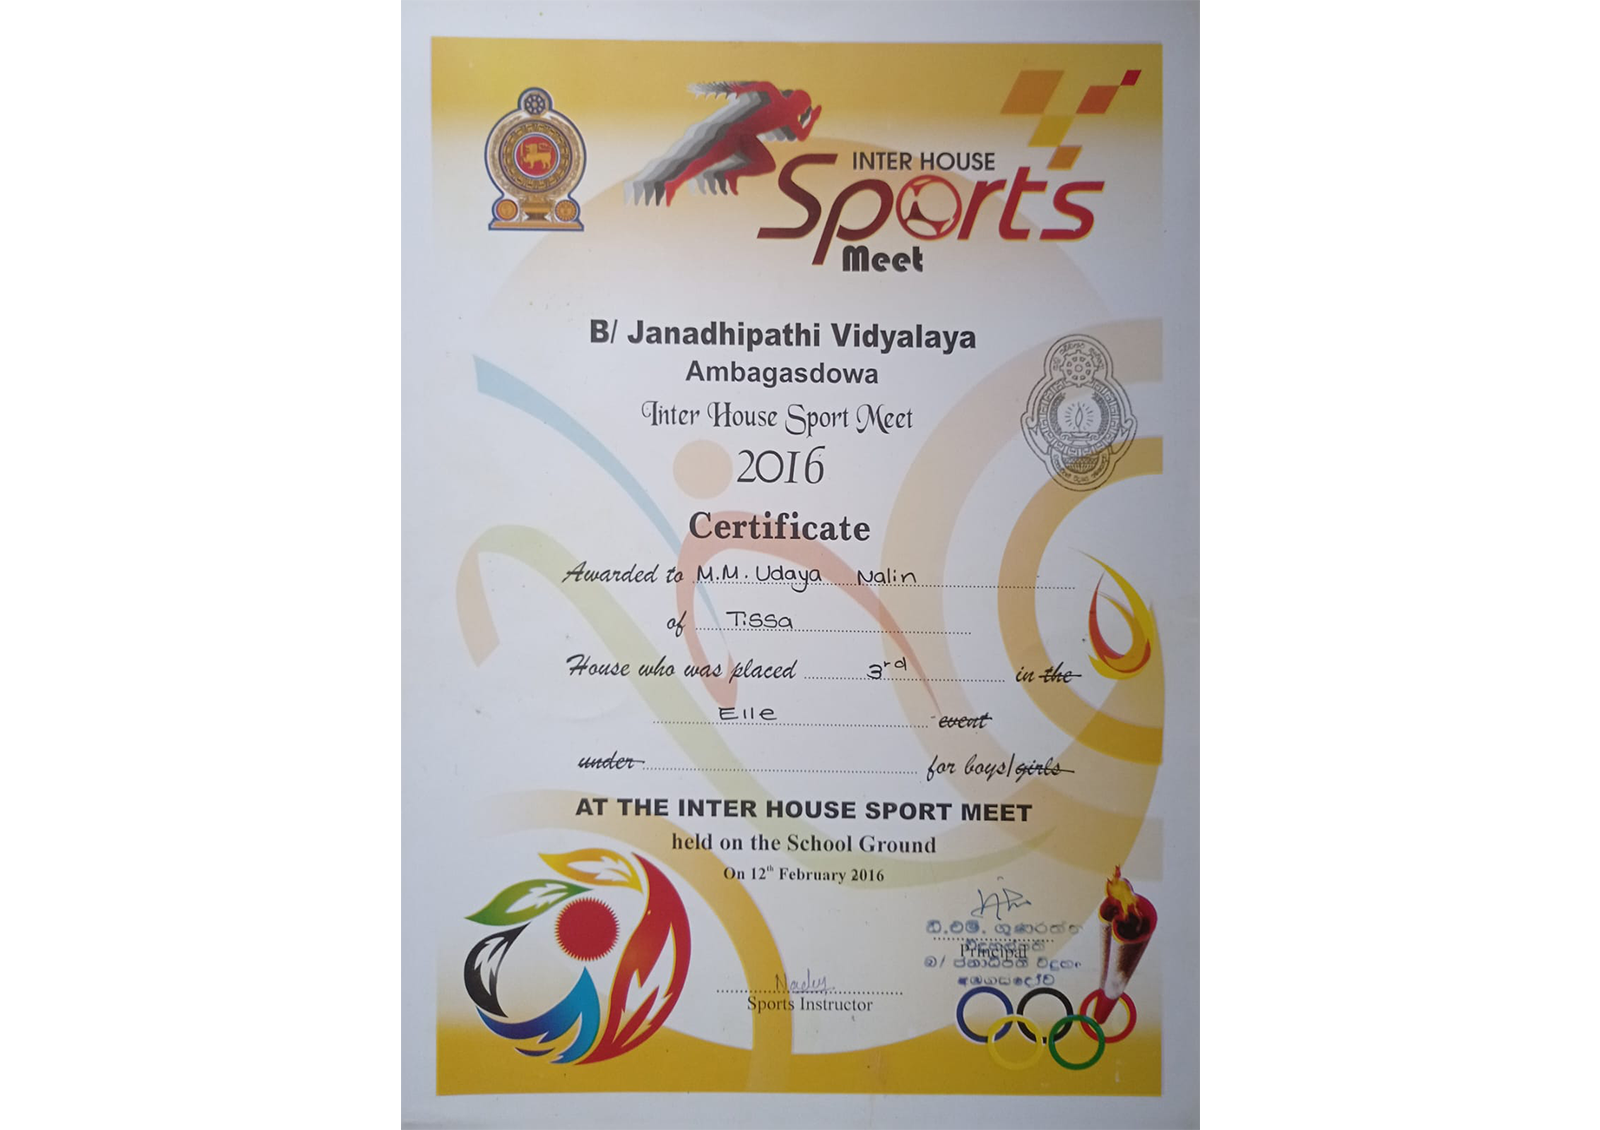 INTER HOUSE
Sports
Meet
B/ Janadhipathi Vidyalaya
Ambagasdowa
Inter House Sport Meet
2016
Certificate
Awarded to M.M. Udaya Nalin
of Tissa
House who was placed 3rd in the
Elle event
under for boys/girls
AT THE INTER HOUSE SPORT MEET
held on the School Ground
On 12th February 2016
ඩී.එම්. ගුණරත්න
Principal
විදුහල්පති
බ/ ජනාධිපති විද්‍යාලය
අඹගස්දෝව
Sports Instructor